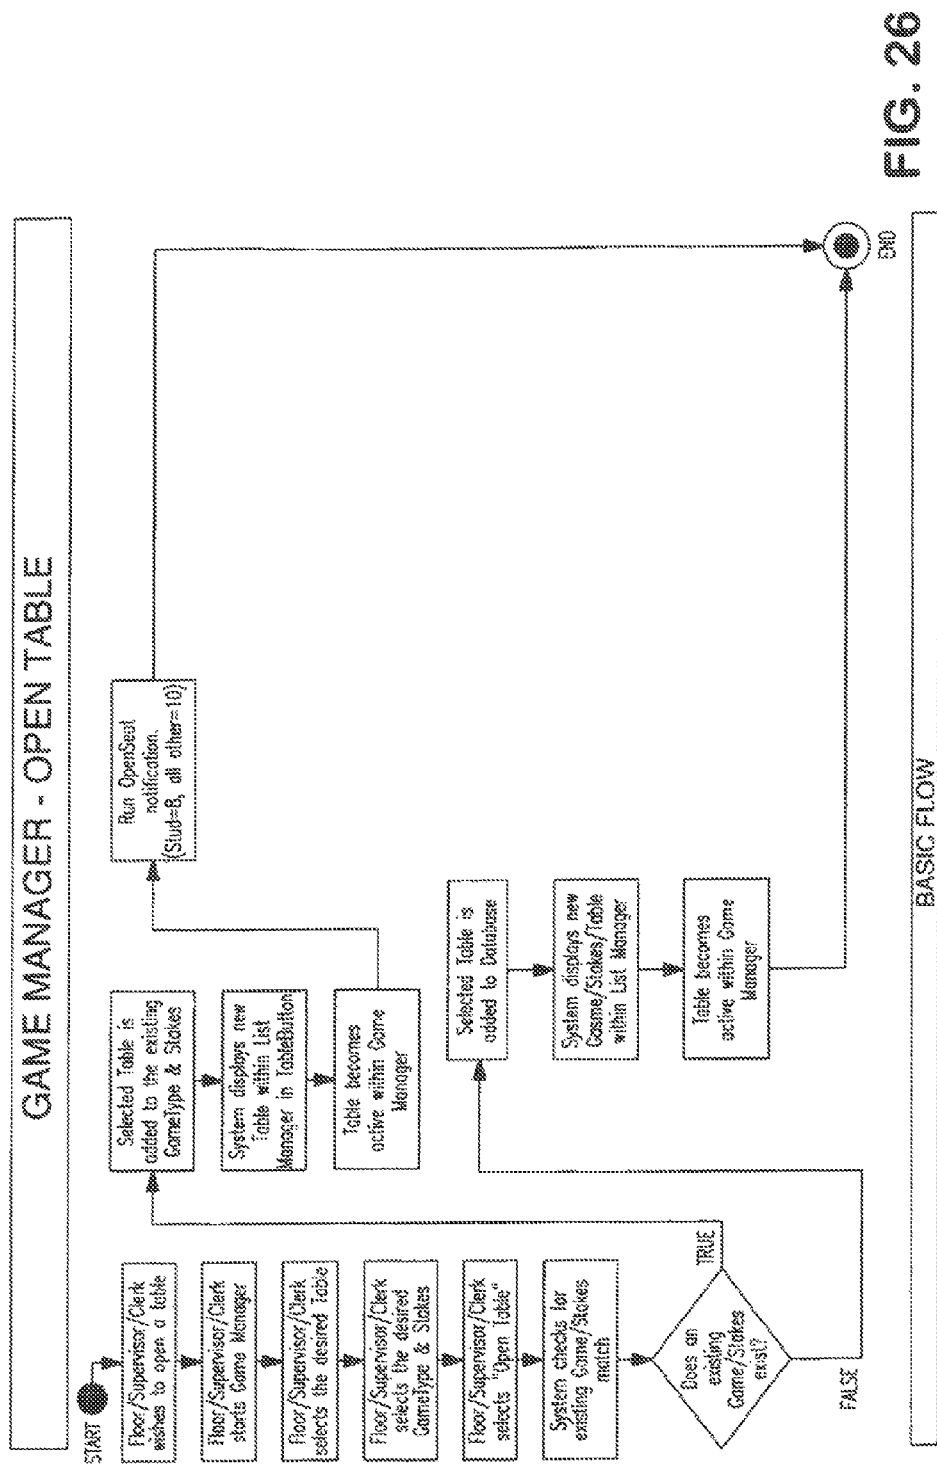 GAME MANAGER - OPEN TABLE
START
Floor/Supervisor/Clerk
wishes to open a table
Floor/Supervisor/Clerk
starts Game Manager
Floor/Supervisor/Clerk
selects the desired Table
Floor/Supervisor/Clerk
selects the desired
GameType & Stakes
Floor/Supervisor/Clerk
selects "Open Table"
System checks for
existing Game/Stakes
match
Does an
existing
Game/Stakes
exist?
TRUE
FALSE
Selected Table is
added to the existing
GameType & Stakes
System displays new
Table within List
Manager in TableButton
Table becomes
active within Game
Manager
Run OpenSeat
notification.
(Stud=8, all other=10)
Selected Table is
added to Database
System displays new
Gasme/Stakes/Table
within List Manager
Table becomes
active within Game
Manager
END
BASIC FLOW
FIG. 26